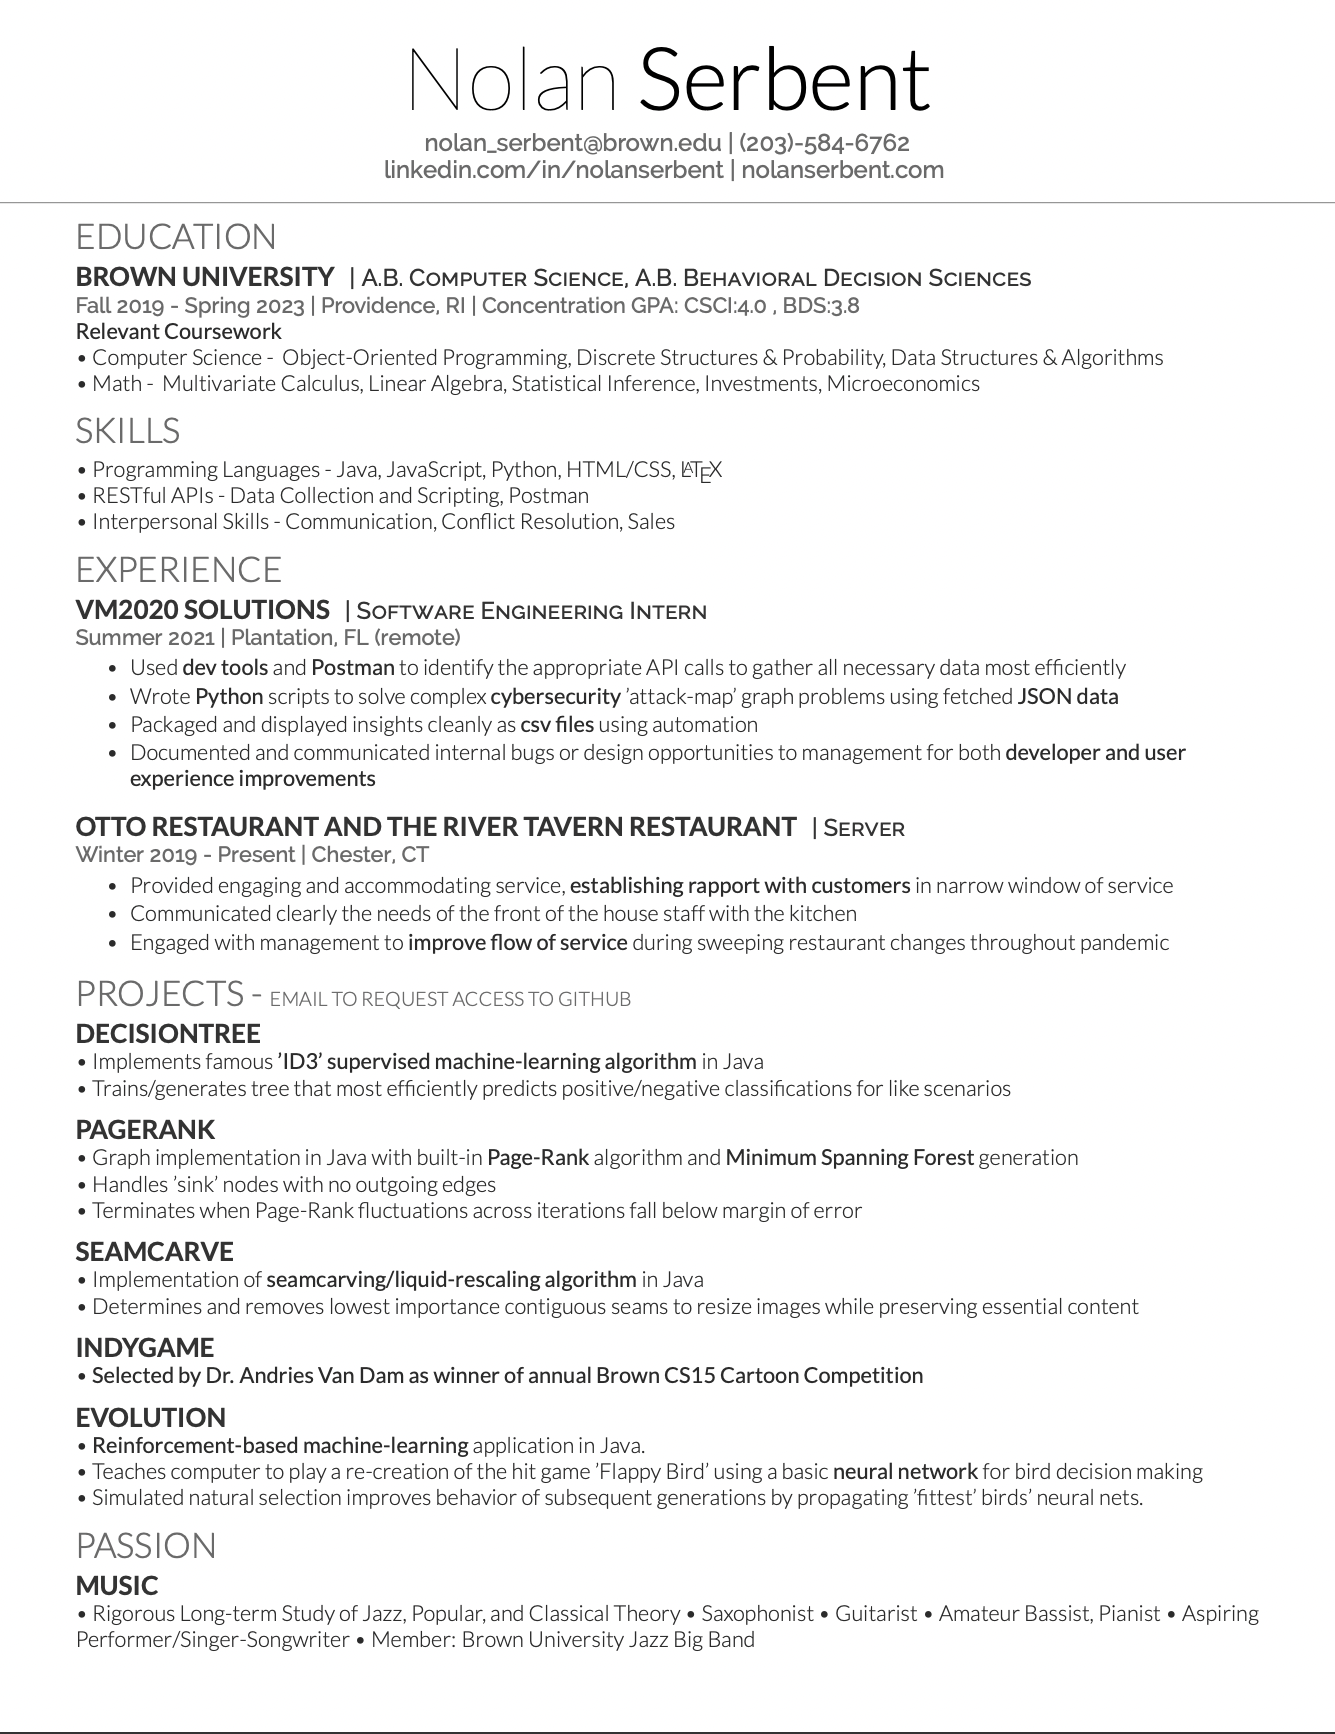 Nolan Serbent
nolan_serbent@brown.edu | (203)-584-6762
linkedin.com/in/nolanserbent | nolanserbent.com
EDUCATION
BROWN UNIVERSITY | A.B. Computer Science, A.B. Behavioral Decision Sciences
Fall 2019 - Spring 2023 | Providence, RI | Concentration GPA: CSCI:4.0 , BDS:3.8
Relevant Coursework
• Computer Science - Object-Oriented Programming, Discrete Structures & Probability, Data Structures & Algorithms
• Math - Multivariate Calculus, Linear Algebra, Statistical Inference, Investments, Microeconomics
SKILLS
• Programming Languages - Java, JavaScript, Python, HTML/CSS, LATEX
• RESTful APIs - Data Collection and Scripting, Postman
• Interpersonal Skills - Communication, Conflict Resolution, Sales
EXPERIENCE
VM2020 SOLUTIONS | Software Engineering Intern
Summer 2021 | Plantation, FL (remote)
• Used dev tools and Postman to identify the appropriate API calls to gather all necessary data most efficiently
• Wrote Python scripts to solve complex cybersecurity ’attack-map’ graph problems using fetched JSON data
• Packaged and displayed insights cleanly as csv files using automation
• Documented and communicated internal bugs or design opportunities to management for both developer and user
experience improvements
OTTO RESTAURANT AND THE RIVER TAVERN RESTAURANT | Server
Winter 2019 - Present | Chester, CT
• Provided engaging and accommodating service, establishing rapport with customers in narrow window of service
• Communicated clearly the needs of the front of the house staff with the kitchen
• Engaged with management to improve flow of service during sweeping restaurant changes throughout pandemic
PROJECTS - EMAIL TO REQUEST ACCESS TO GITHUB
DECISIONTREE
• Implements famous ’ID3’ supervised machine-learning algorithm in Java
• Trains/generates tree that most efficiently predicts positive/negative classifications for like scenarios
PAGERANK
• Graph implementation in Java with built-in Page-Rank algorithm and Minimum Spanning Forest generation
• Handles ’sink’ nodes with no outgoing edges
• Terminates when Page-Rank fluctuations across iterations fall below margin of error
SEAMCARVE
• Implementation of seamcarving/liquid-rescaling algorithm in Java
• Determines and removes lowest importance contiguous seams to resize images while preserving essential content
INDYGAME
• Selected by Dr. Andries Van Dam as winner of annual Brown CS15 Cartoon Competition
EVOLUTION
• Reinforcement-based machine-learning application in Java.
• Teaches computer to play a re-creation of the hit game ’Flappy Bird’ using a basic neural network for bird decision making
• Simulated natural selection improves behavior of subsequent generations by propagating ’fittest’ birds’ neural nets.
PASSION
MUSIC
• Rigorous Long-term Study of Jazz, Popular, and Classical Theory • Saxophonist • Guitarist • Amateur Bassist, Pianist • Aspiring
Performer/Singer-Songwriter • Member: Brown University Jazz Big Band